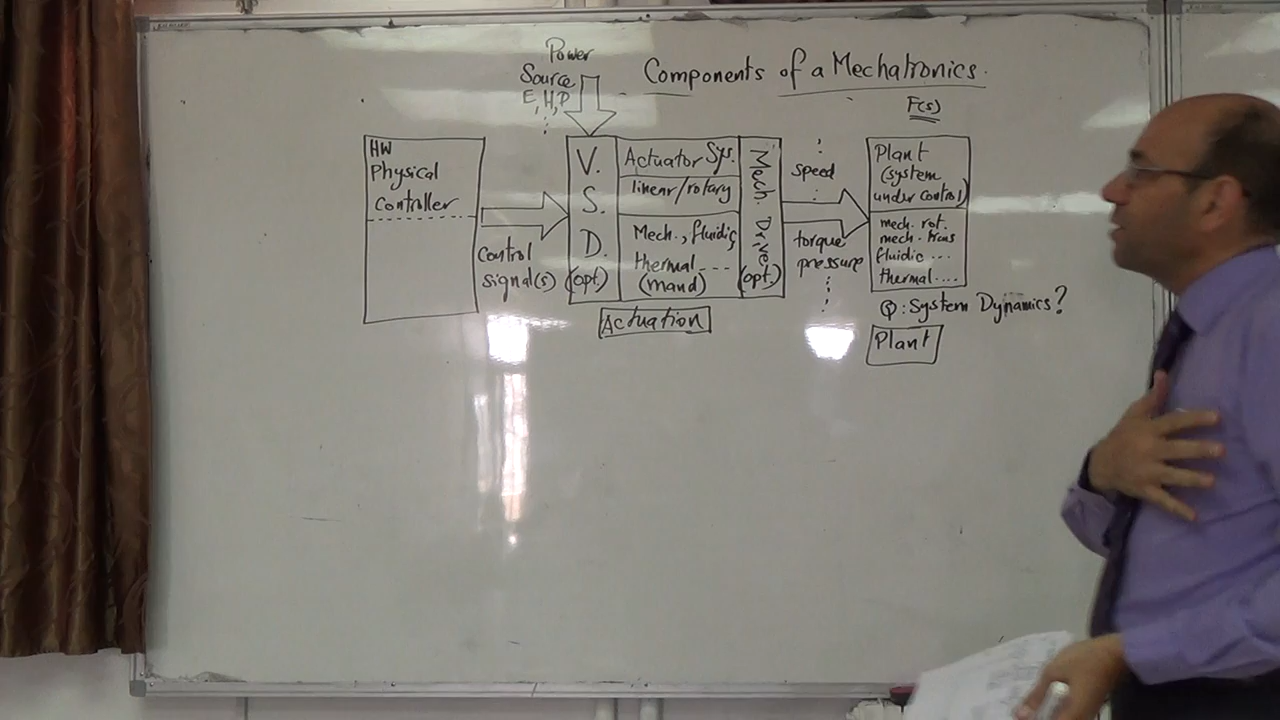 Components of a Mechatronics.
Power
Source
E, H, P
F(s)
HW
Physical
Controller
Control
signal(s)
V.
S.
D.
(opt.)
Actuator Sys.
linear/rotary
Mech., fluidic,
thermal ----
(mand)
Mech. Drive
(opt.)
Actuation
speed
torque
pressure
Plant
(system
under control)
mech. rot.
mech. trans
fluidic ...
thermal ....
Q: System Dynamics?
Plant